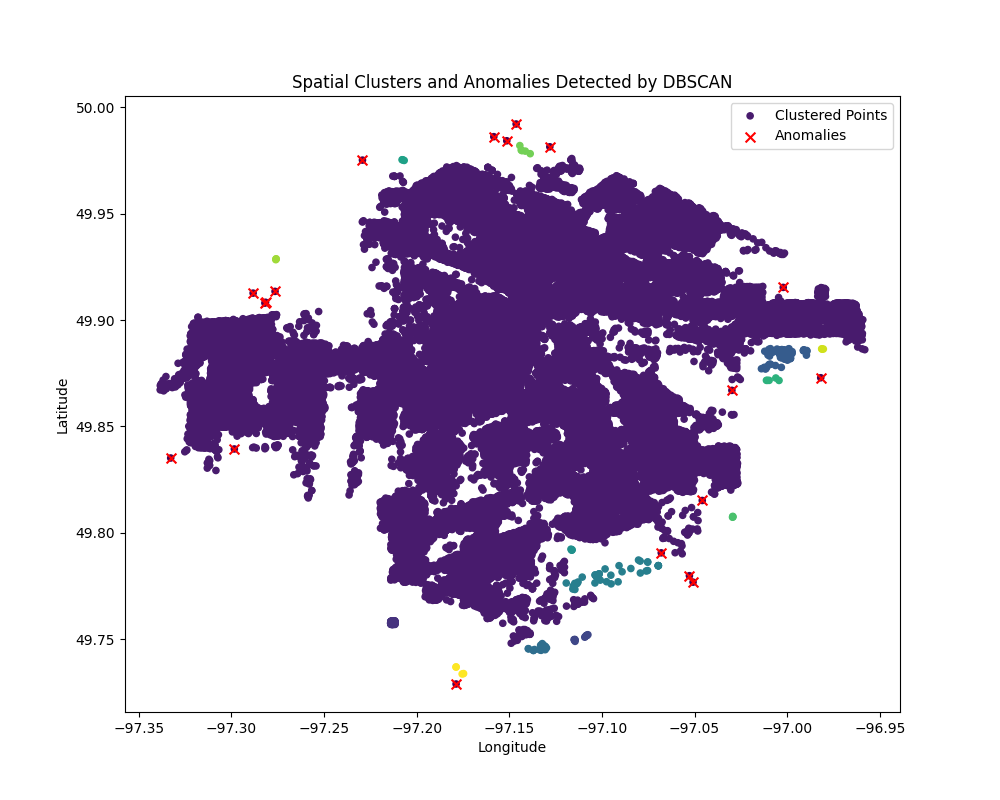 Spatial Clusters and Anomalies Detected by DBSCAN
Clustered Points
Anomalies
Latitude
50.00
49.95
49.90
49.85
49.80
49.75
−97.35 −97.30 −97.25 −97.20 −97.15 −97.10 −97.05 −97.00 −96.95
Longitude